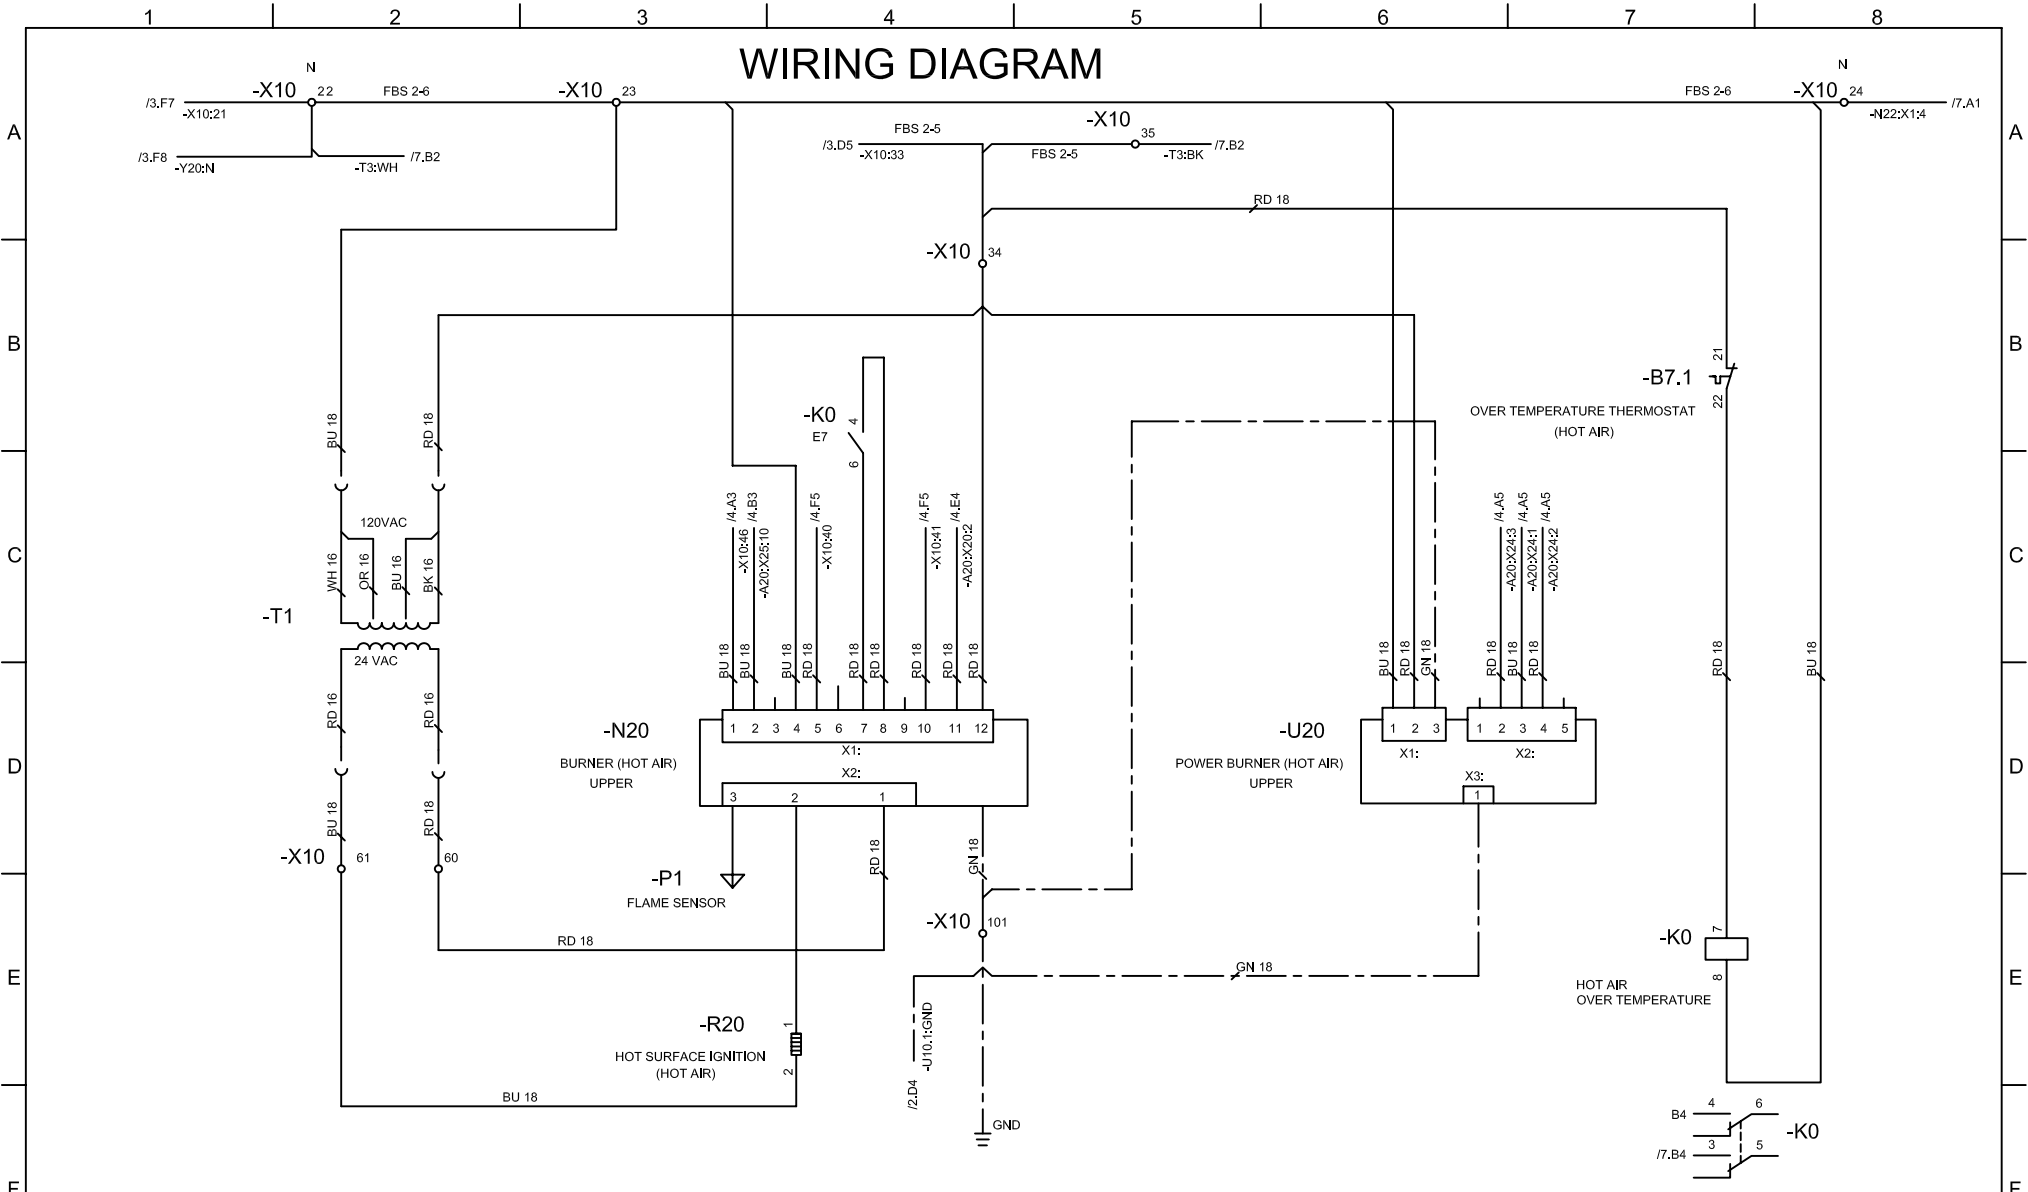 1 2 3 4 5 6 7 8
WIRING DIAGRAM
N
-X10 22
FBS 2-6
-X10 23
FBS 2-6
N
-X10 24
/3.F7
-X10:21
-N22:X1:4
/7.A1
A
A
/3.F8
-Y20:N
-T3:WH
/7.B2
/3.D5
FBS 2-5
-X10:33
FBS 2-5
-X10
35
-T3:BK
/7.B2
RD 18
-X10 34
B
B
-K0
E7
4
6
-B7.1
21
22
OVER TEMPERATURE THERMOSTAT
(HOT AIR)
BU 18
RD 18
120VAC
C
C
WH 16
OR 16
BU 16
BK 16
-T1
24 VAC
/4.A3
-X10:46
/4.B3
-A20:X25:10
/4.F5
-X10:40
/4.F5
-X10:41
/4.E4
-A20:X20:2
/4.A5
-A20:X24:3
/4.A5
-A20:X24:1
/4.A5
-A20:X24:2
BU 18
BU 18
BU 18
RD 18
RD 18
RD 18
RD 18
RD 18
RD 18
BU 18
RD 18
GN 18
RD 18
BU 18
RD 18
RD 18
BU 18
RD 16
RD 16
-N20
BURNER (HOT AIR)
UPPER
1 2 3 4 5 6 7 8 9 10 11 12
X1:
X2:
3 2 1
-U20
POWER BURNER (HOT AIR)
UPPER
1 2 3
X1:
1 2 3 4 5
X2:
X3:
1
D
D
BU 18
RD 18
-X10 61
60
RD 18
GN 18
-P1
FLAME SENSOR
-X10 101
RD 18
GN 18
-K0
7
8
HOT AIR
OVER TEMPERATURE
E
E
-R20
1
2
HOT SURFACE IGNITION
(HOT AIR)
/2.D4
-U10.1:GND
BU 18
GND
B4
4 6
-K0
/7.B4
3 5
F
F